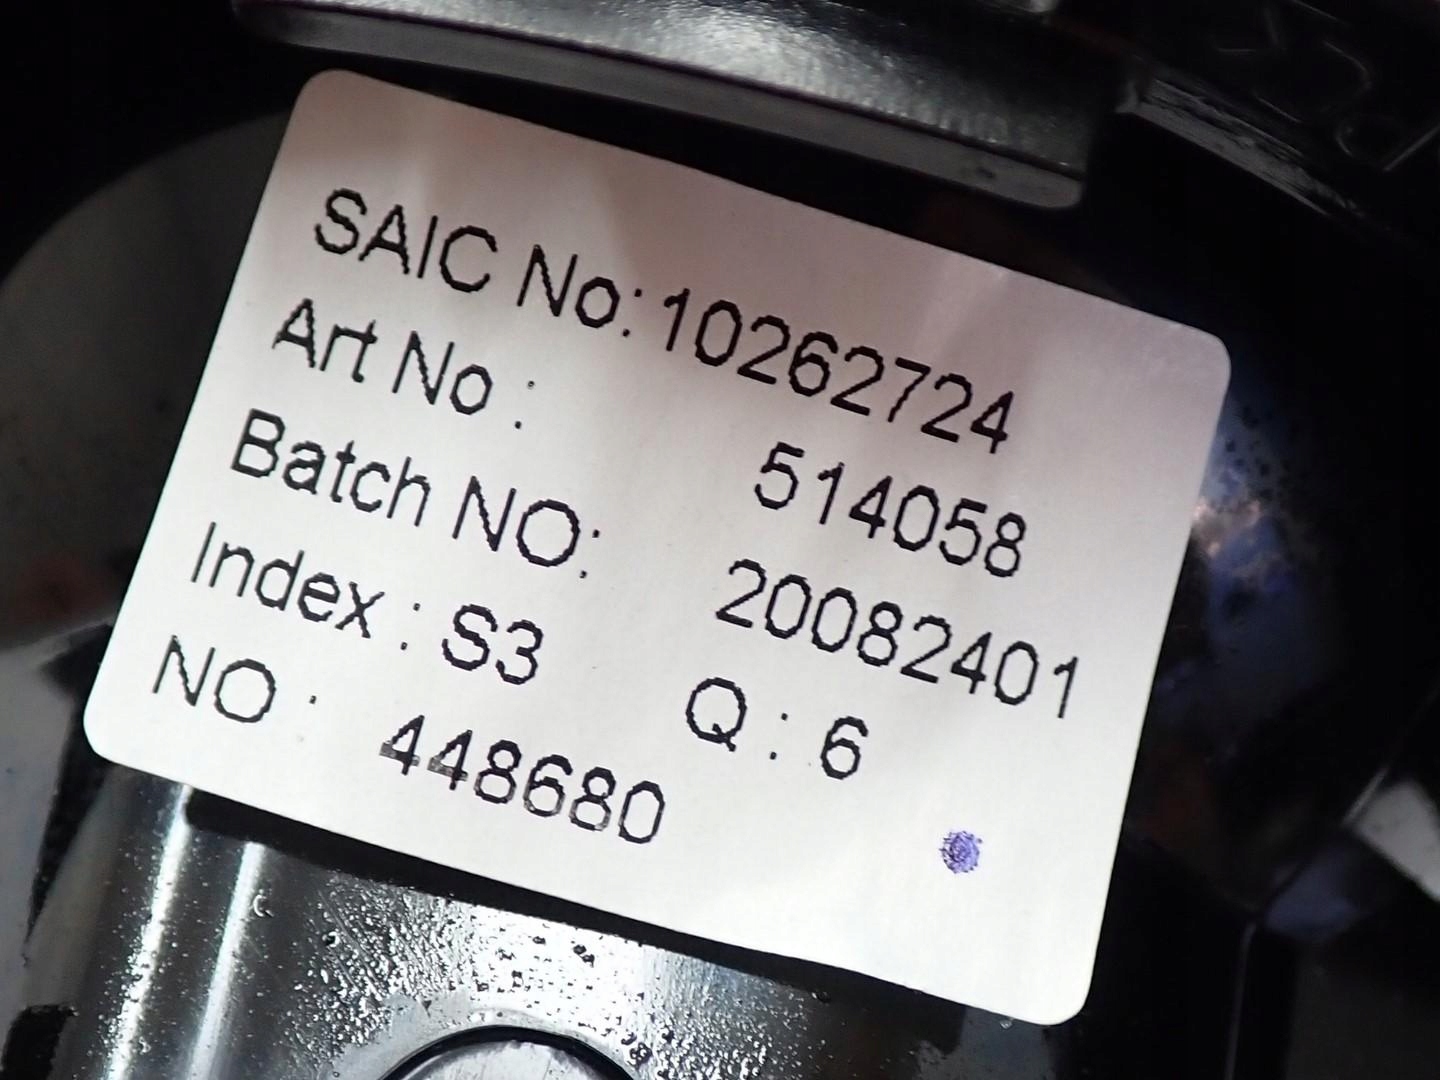 SAIC No:10262724
Art No : 514058
Batch NO: 20082401
Index : S3 Q : 6
NO : 448680